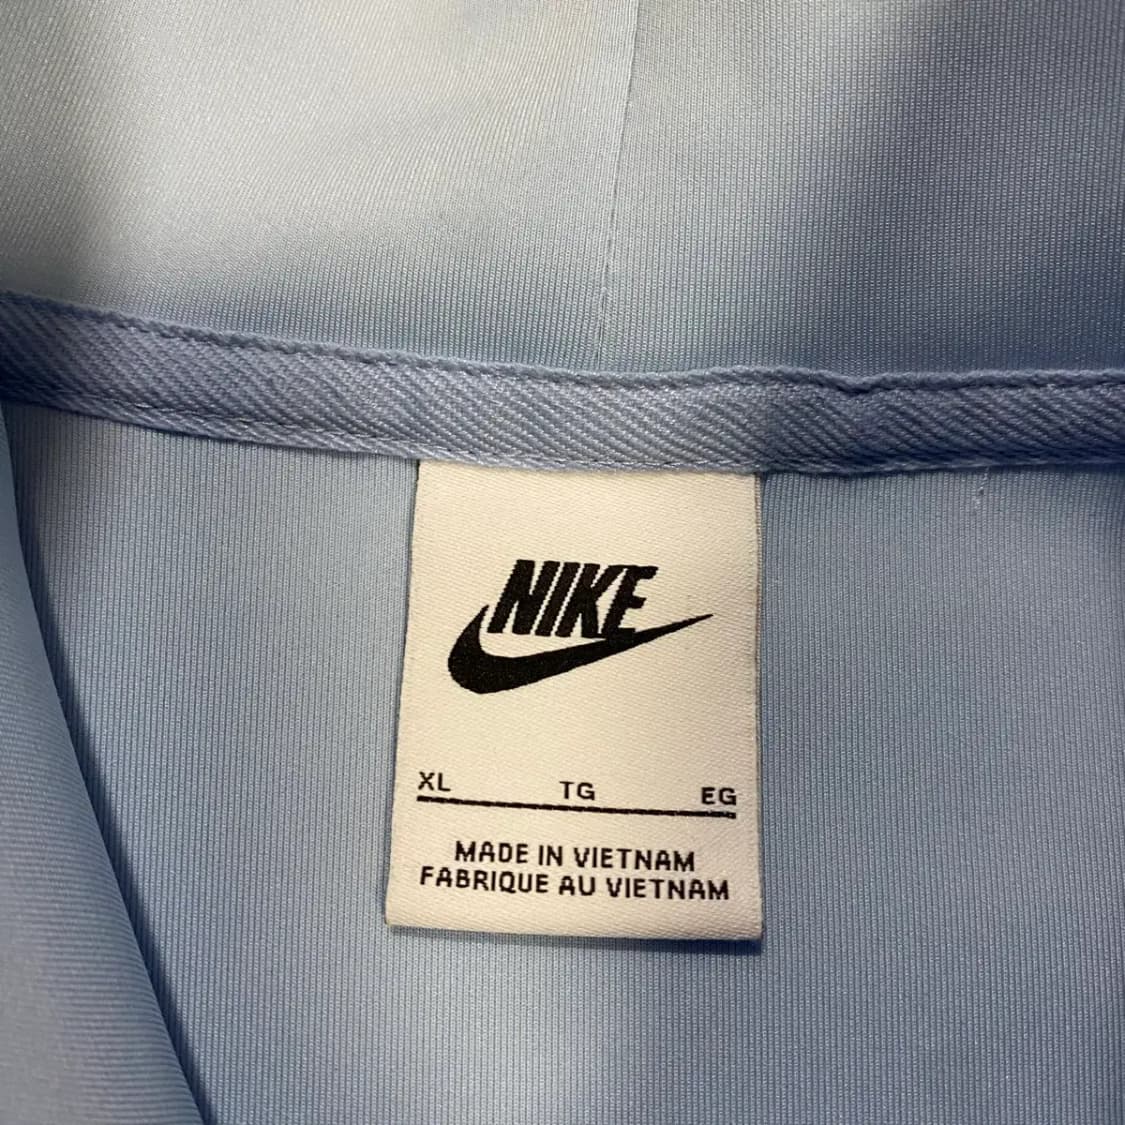 NIKE
XL TG EG
MADE IN VIETNAM
FABRIQUE AU VIETNAM